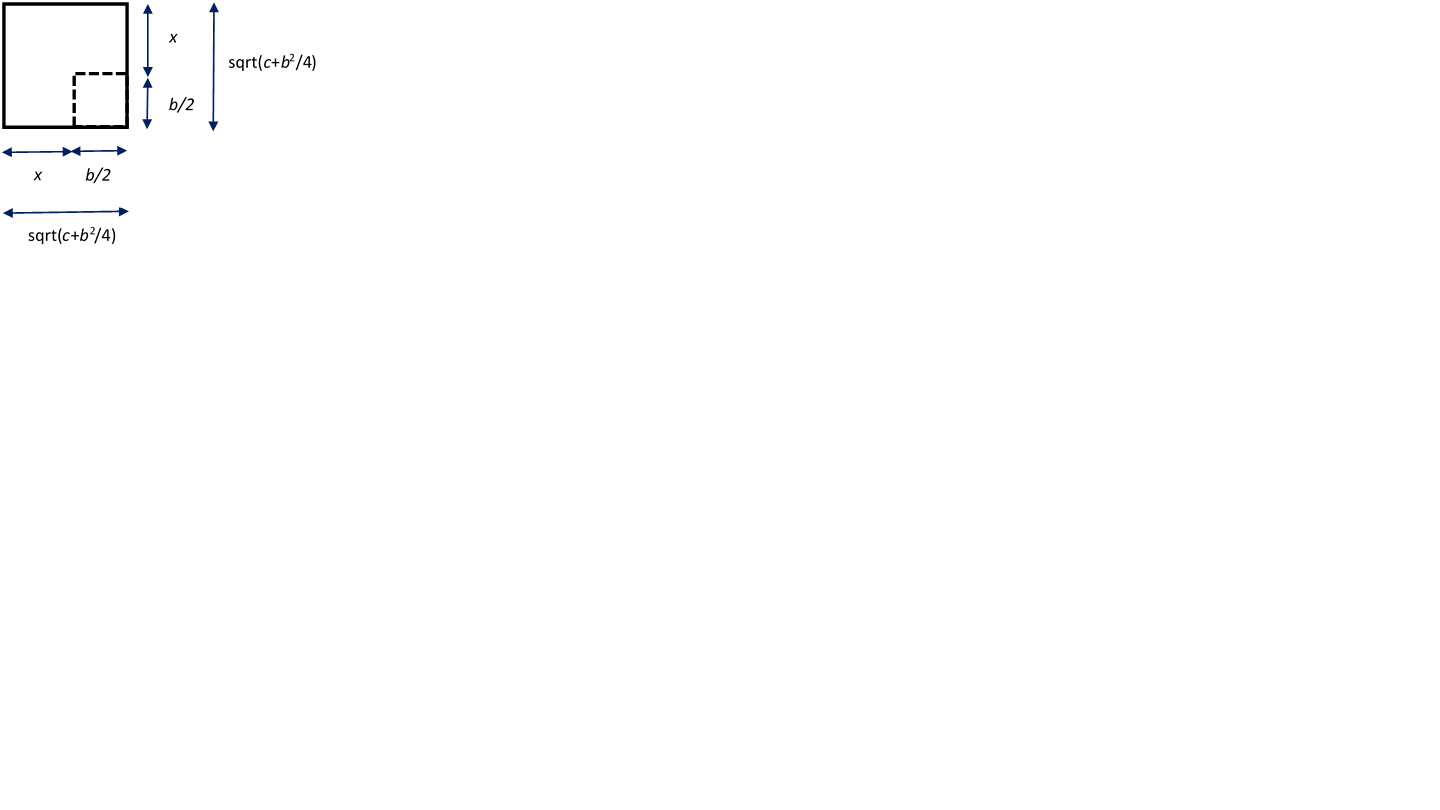 x
sqrt(c+b²/4)
b/2
x b/2
sqrt(c+b²/4)